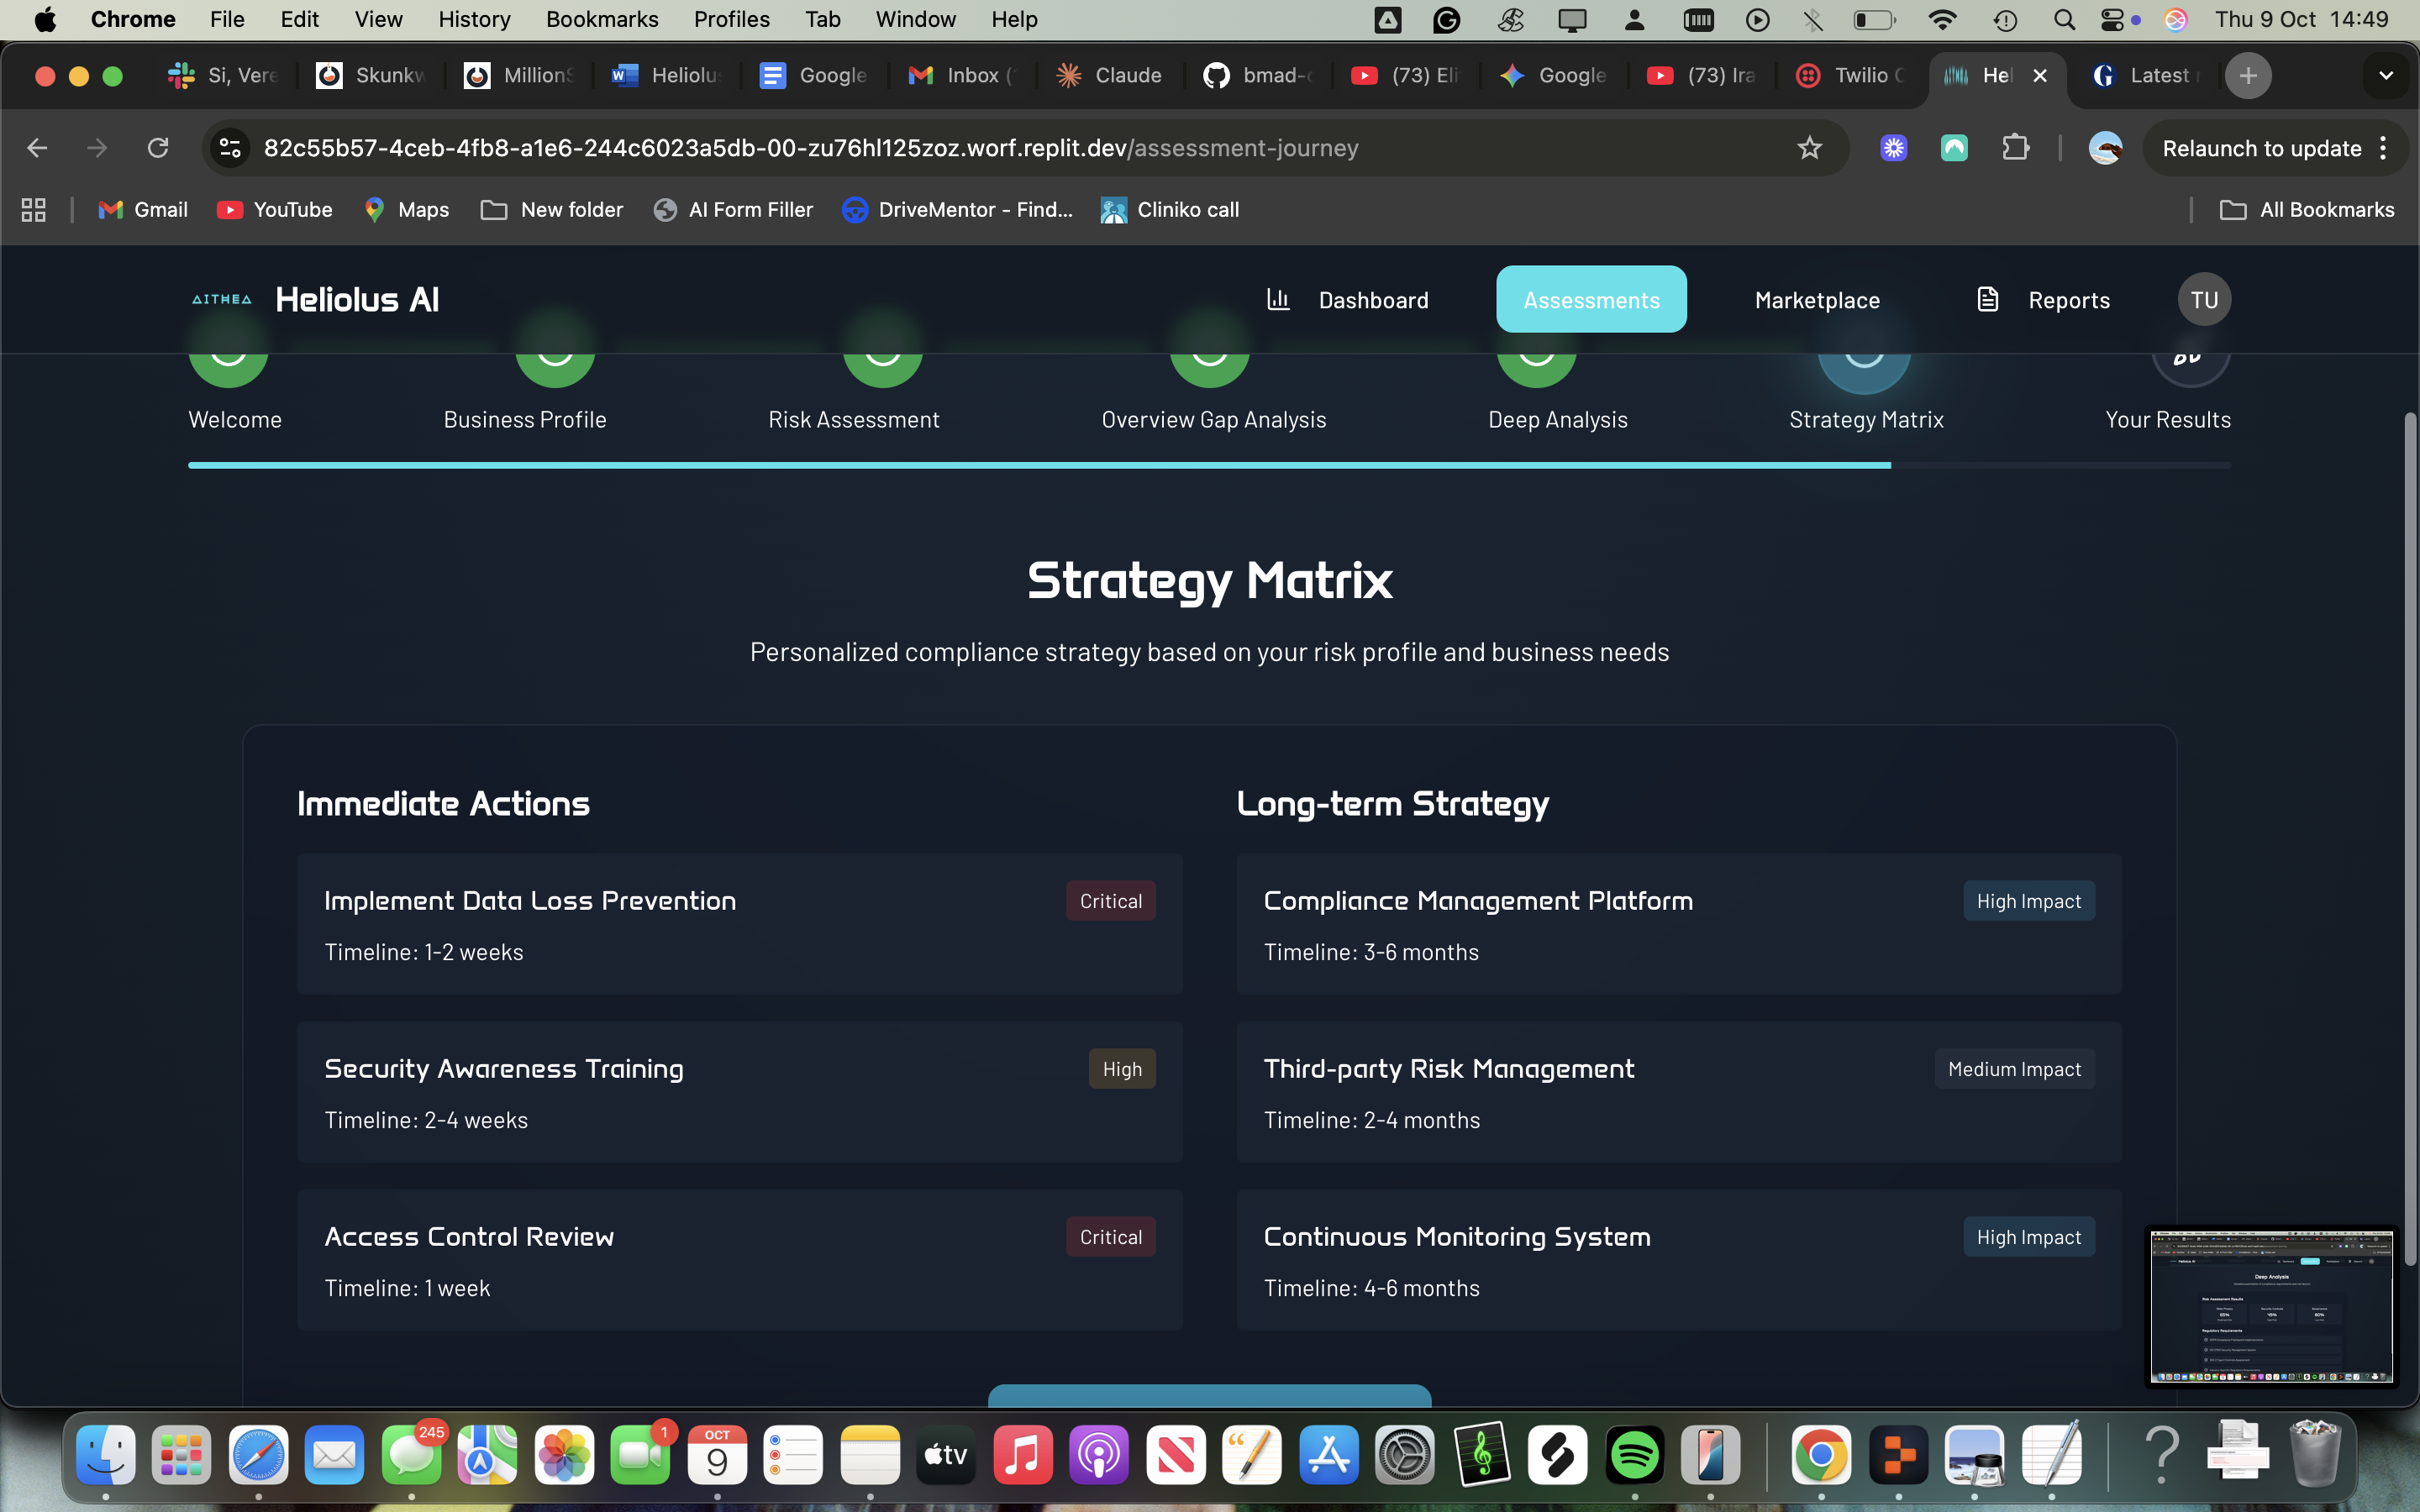 Chrome File Edit View History Bookmarks Profiles Tab Window Help Thu 9 Oct 14:49
Si, Vere Skunkw Million Heliolus Google Inbox ( Claude bmad- (73) Eli Google (73) Ira Twilio C Hel Latest
82c55b57-4ceb-4fb8-a1e6-244c6023a5db-00-zu76hl125zoz.worf.replit.dev/assessment-journey Relaunch to update
Gmail YouTube Maps New folder AI Form Filler DriveMentor - Find... Cliniko call All Bookmarks
AITHEA Heliolus AI Dashboard Assessments Marketplace Reports TU
Welcome Business Profile Risk Assessment Overview Gap Analysis Deep Analysis Strategy Matrix Your Results
Strategy Matrix
Personalized compliance strategy based on your risk profile and business needs
Immediate Actions
Implement Data Loss Prevention Critical
Timeline: 1-2 weeks
Security Awareness Training High
Timeline: 2-4 weeks
Access Control Review Critical
Timeline: 1 week
Long-term Strategy
Compliance Management Platform High Impact
Timeline: 3-6 months
Third-party Risk Management Medium Impact
Timeline: 2-4 months
Continuous Monitoring System High Impact
Timeline: 4-6 months
Heliolus AI
Deep Analysis
245 1 OCT 9 tv